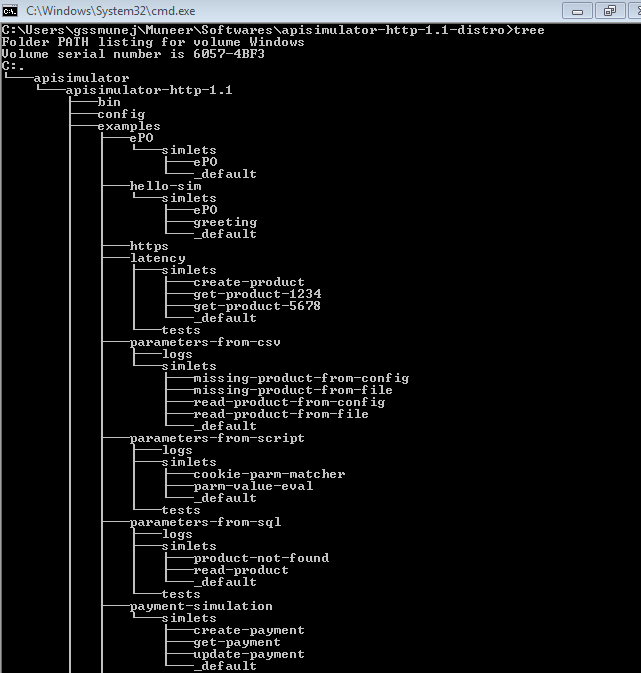 C:\Windows\System32\cmd.exe
C:\Users\gssmunej\Muneer\Softwares\apisimulator-http-1.1-distro>tree
Folder PATH listing for volume Windows
Volume serial number is 6057-4BF3
C:.
└───apisimulator
    └───apisimulator-http-1.1
        ├───bin
        ├───config
        ├───examples
        │   ├───ePO
        │   │   └───simlets
        │   │       ├───ePO
        │   │       └───_default
        │   ├───hello-sim
        │   │   └───simlets
        │   │       ├───ePO
        │   │       ├───greeting
        │   │       └───_default
        │   ├───https
        │   ├───latency
        │   │   ├───simlets
        │   │   │   ├───create-product
        │   │   │   ├───get-product-1234
        │   │   │   ├───get-product-5678
        │   │   │   └───_default
        │   │   └───tests
        │   ├───parameters-from-csv
        │   │   ├───logs
        │   │   └───simlets
        │   │       ├───missing-product-from-config
        │   │       ├───missing-product-from-file
        │   │       ├───read-product-from-config
        │   │       ├───read-product-from-file
        │   │       └───_default
        │   ├───parameters-from-script
        │   │   ├───logs
        │   │   ├───simlets
        │   │   │   ├───cookie-parm-matcher
        │   │   │   ├───parm-value-eval
        │   │   │   └───_default
        │   │   └───tests
        │   ├───parameters-from-sql
        │   │   ├───logs
        │   │   ├───simlets
        │   │   │   ├───product-not-found
        │   │   │   ├───read-product
        │   │   │   └───_default
        │   │   └───tests
        │   ├───payment-simulation
        │   │   └───simlets
        │   │       ├───create-payment
        │   │       ├───get-payment
        │   │       ├───update-payment
        │   │       └───_default